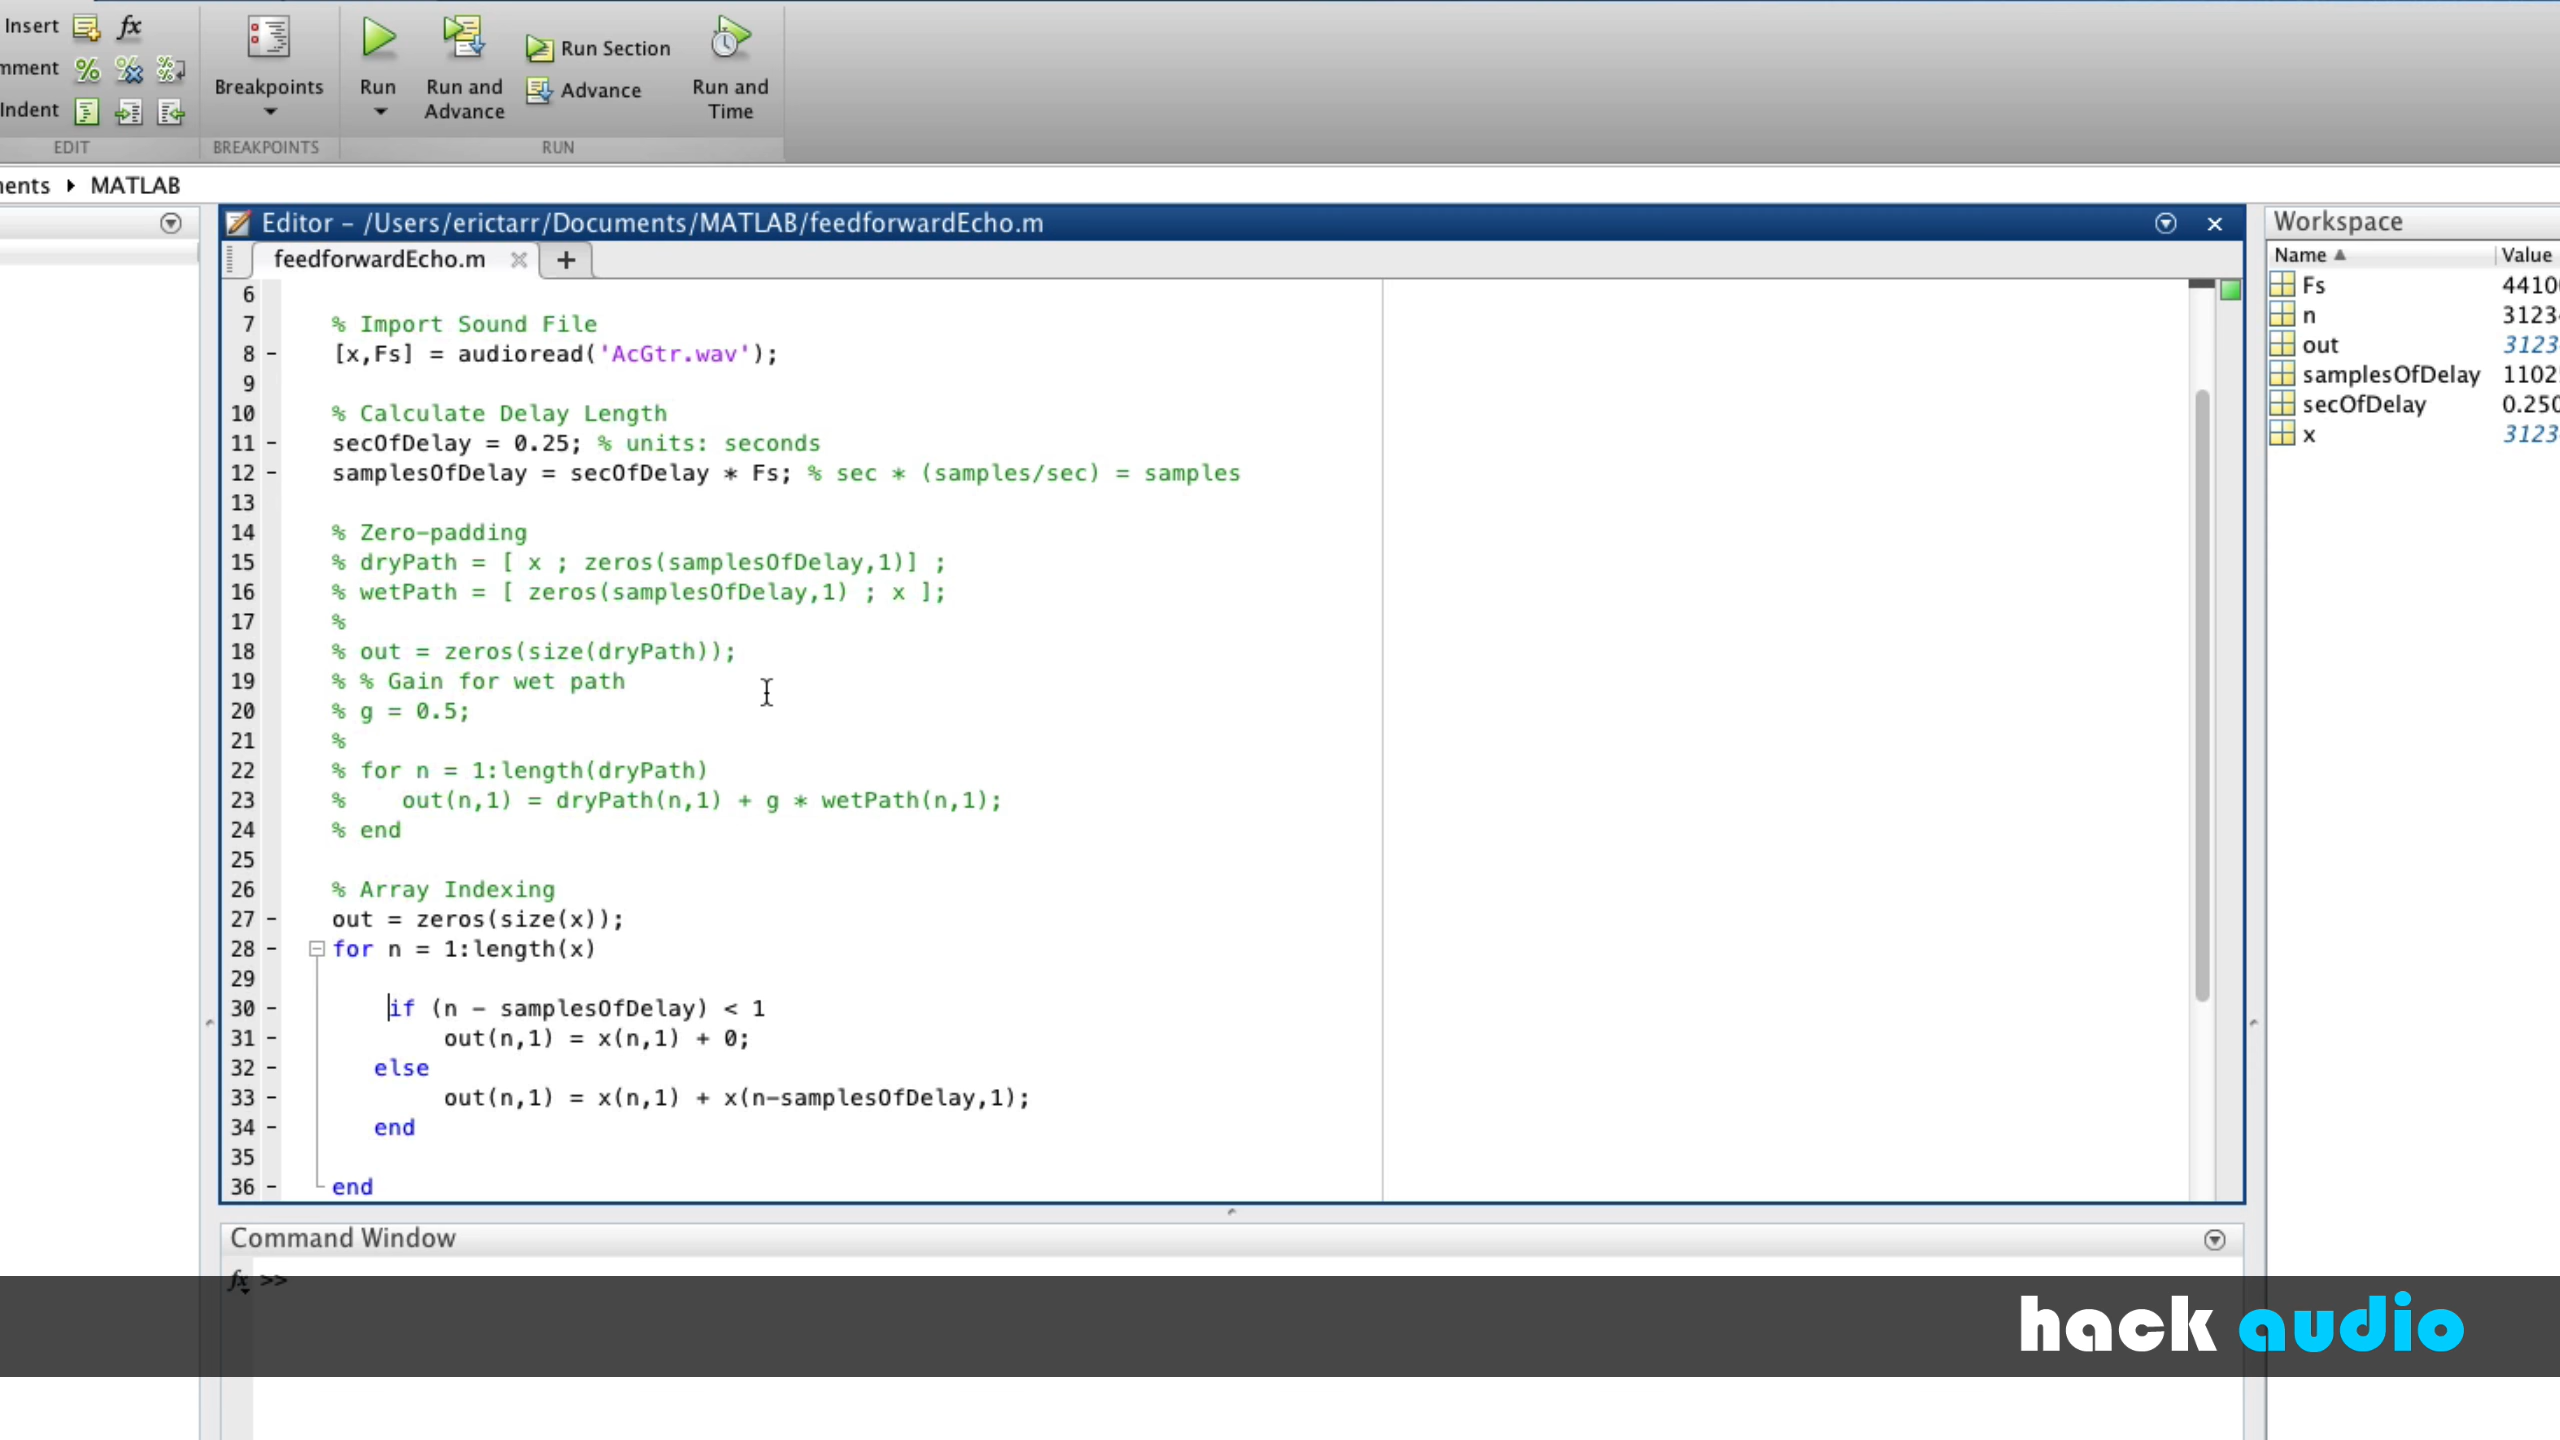 Insert fx
mment
Indent
Breakpoints
Run
Run and Advance
Run Section
Advance
Run and Time
EDIT BREAKPOINTS RUN
ents ▸ MATLAB
Editor – /Users/erictarr/Documents/MATLAB/feedforwardEcho.m
feedforwardEcho.m
6
7 % Import Sound File
8 – [x,Fs] = audioread('AcGtr.wav');
9
10 % Calculate Delay Length
11 – secOfDelay = 0.25; % units: seconds
12 – samplesOfDelay = secOfDelay * Fs; % sec * (samples/sec) = samples
13
14 % Zero-padding
15 % dryPath = [ x ; zeros(samplesOfDelay,1)] ;
16 % wetPath = [ zeros(samplesOfDelay,1) ; x ];
17 %
18 % out = zeros(size(dryPath));
19 % % Gain for wet path
20 % g = 0.5;
21 %
22 % for n = 1:length(dryPath)
23 %    out(n,1) = dryPath(n,1) + g * wetPath(n,1);
24 % end
25
26 % Array Indexing
27 – out = zeros(size(x));
28 – for n = 1:length(x)
29
30 – if (n - samplesOfDelay) < 1
31 – out(n,1) = x(n,1) + 0;
32 – else
33 – out(n,1) = x(n,1) + x(n-samplesOfDelay,1);
34 – end
35
36 – end
Workspace
Name Value
Fs 4410
n 3123
out 3123
samplesOfDelay 1102
secOfDelay 0.250
x 3123
Command Window
fx >>
hack audio